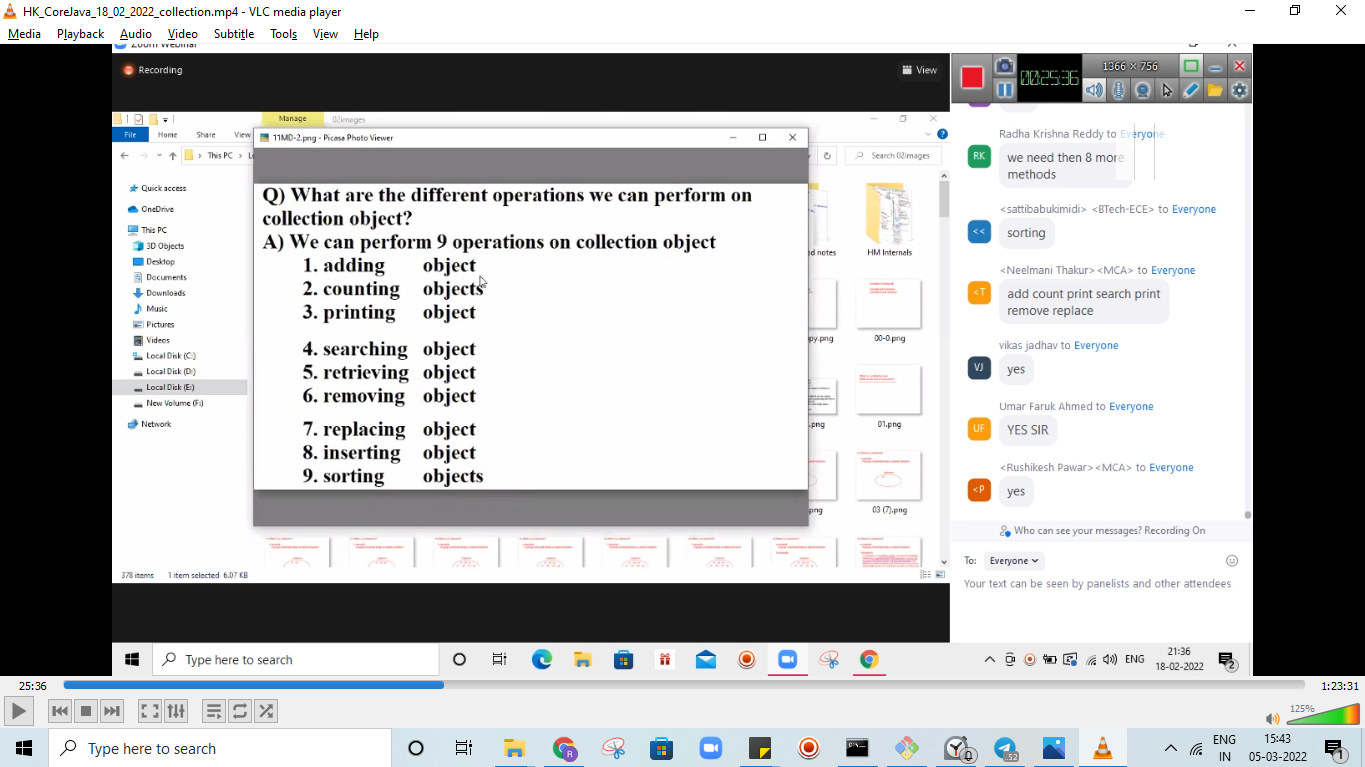 HK_CoreJava_18_02_2022_collection.mp4 - VLC media player
Media Playback Audio Video Subtitle Tools View Help
Zoom Webinar
Recording
View
1366 × 756
00:25:36
Manage
02images
File Home Share View
This PC
Search 02images
11MD-2.png - Picasa Photo Viewer
Quick access
OneDrive
This PC
3D Objects
Desktop
Documents
Downloads
Music
Pictures
Videos
Local Disk (C:)
Local Disk (D:)
Local Disk (E:)
New Volume (F:)
Network
Q) What are the different operations we can perform on
collection object?
A) We can perform 9 operations on collection object
1. adding object
2. counting objects
3. printing object
4. searching object
5. retrieving object
6. removing object
7. replacing object
8. inserting object
9. sorting objects
HM Internals
00-0.png
01.png
03 (7).png
378 items 1 item selected 6.07 KB
Radha Krishna Reddy to Everyone
RK
we need then 8 more
methods
<sattibabukimidi> <BTech-ECE> to Everyone
<<
sorting
<Neelmani Thakur><MCA> to Everyone
<T
add count print search print
remove replace
vikas jadhav to Everyone
VJ
yes
Umar Faruk Ahmed to Everyone
UF
YES SIR
<Rushikesh Pawar><MCA> to Everyone
<P
yes
Who can see your messages? Recording On
To: Everyone
Your text can be seen by panelists and other attendees
Type here to search
ENG
21:36
18-02-2022
2
25:36
1:23:31
125%
Type here to search
52
ENG
IN
15:43
05-03-2022
1